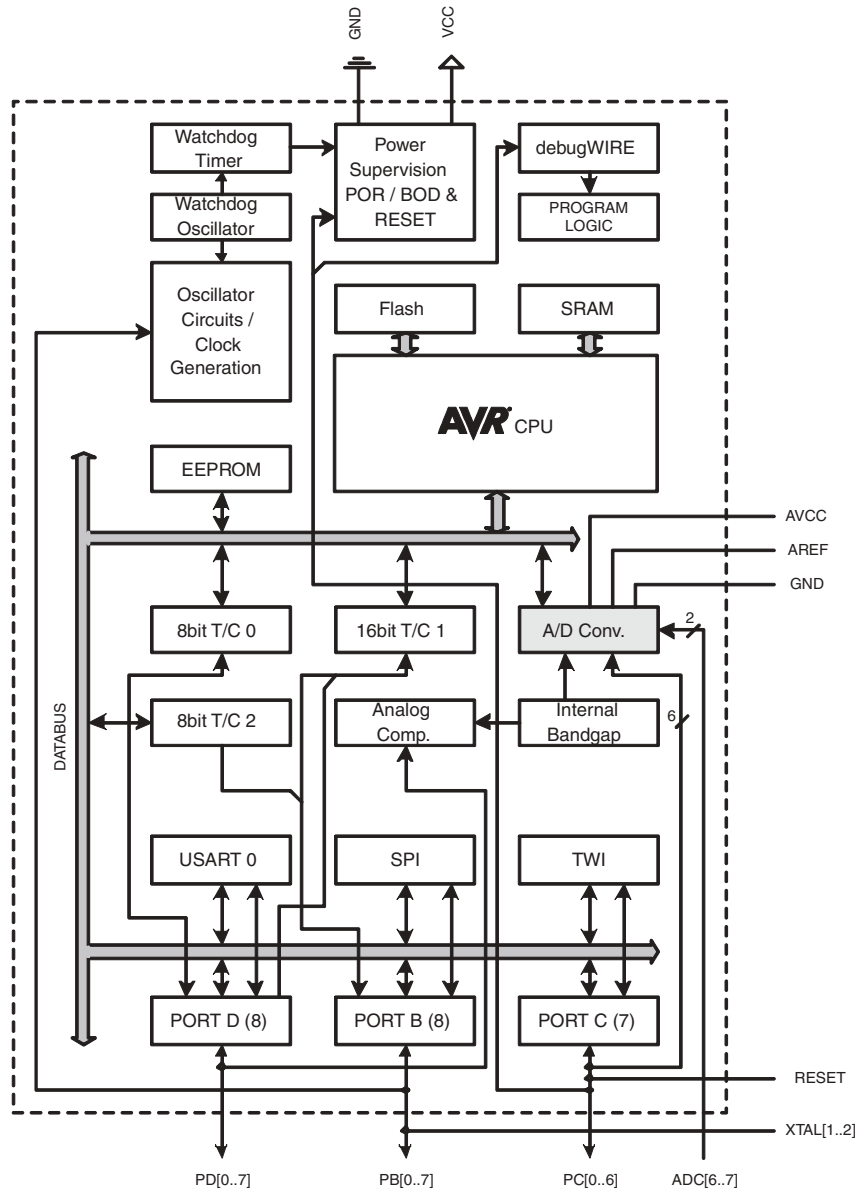 GND
VCC
Watchdog
Timer
Power
Supervision
POR / BOD &
RESET
debugWIRE
Watchdog
Oscillator
PROGRAM
LOGIC
Oscillator
Circuits /
Clock
Generation
Flash
SRAM
AVR CPU
EEPROM
AVCC
AREF
GND
8bit T/C 0
16bit T/C 1
A/D Conv.
2
8bit T/C 2
Analog
Comp.
Internal
Bandgap
6
DATABUS
USART 0
SPI
TWI
PORT D (8)
PORT B (8)
PORT C (7)
RESET
XTAL[1..2]
PD[0..7]
PB[0..7]
PC[0..6]
ADC[6..7]